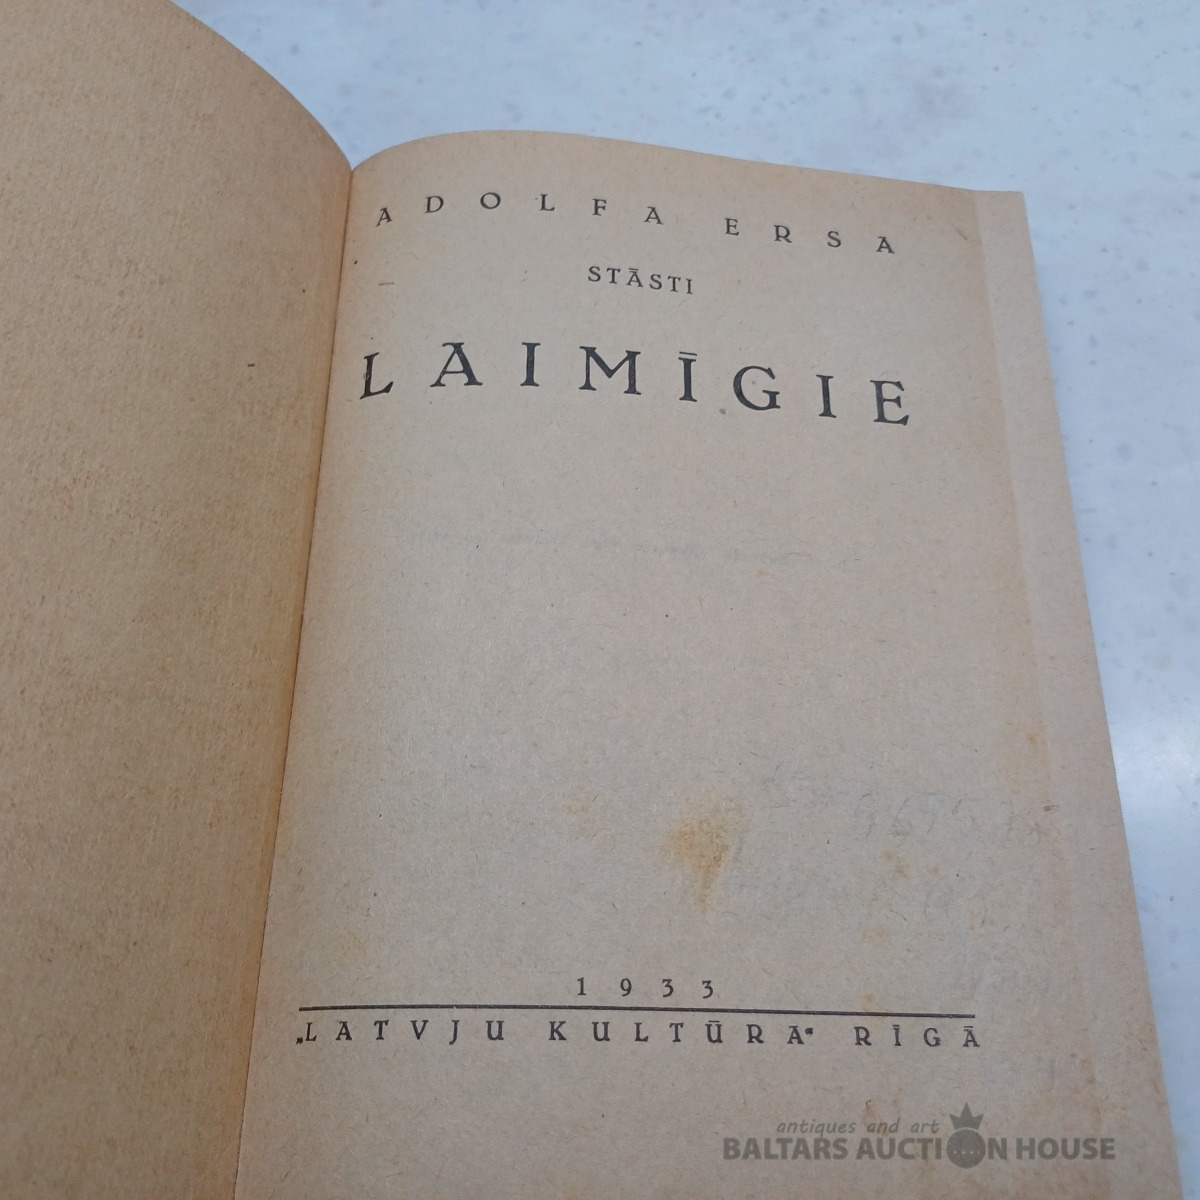 ADOLFA ERSA
STĀSTI
LAIMĪGIE
1933
„LATVJU KULTŪRA“ RĪGĀ
antiques and art
BALTARS AUCTION HOUSE